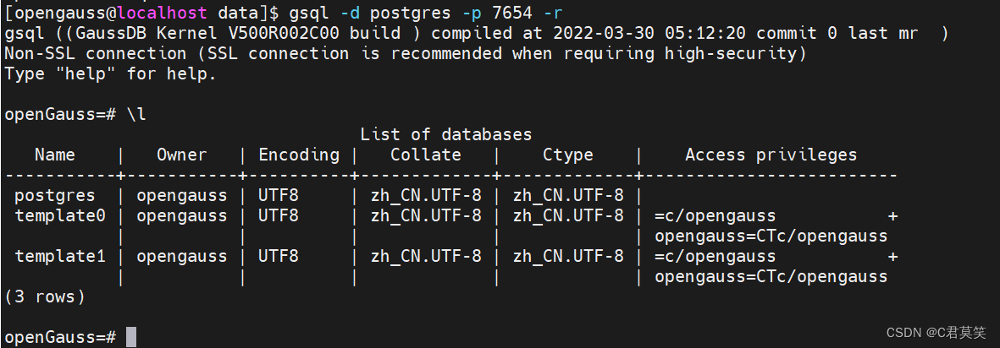 [opengauss@localhost data]$ gsql -d postgres -p 7654 -r
gsql ((GaussDB Kernel V500R002C00 build ) compiled at 2022-03-30 05:12:20 commit 0 last mr  )
Non-SSL connection (SSL connection is recommended when requiring high-security)
Type "help" for help.

openGauss=# \l
                                   List of databases
   Name    |   Owner   | Encoding |   Collate   |    Ctype    |    Access privileges
-----------+-----------+----------+-------------+-------------+-------------------------
 postgres  | opengauss | UTF8     | zh_CN.UTF-8 | zh_CN.UTF-8 |
 template0 | opengauss | UTF8     | zh_CN.UTF-8 | zh_CN.UTF-8 | =c/opengauss           +
           |           |          |             |             | opengauss=CTc/opengauss
 template1 | opengauss | UTF8     | zh_CN.UTF-8 | zh_CN.UTF-8 | =c/opengauss           +
           |           |          |             |             | opengauss=CTc/opengauss
(3 rows)

openGauss=#
CSDN @C君莫笑